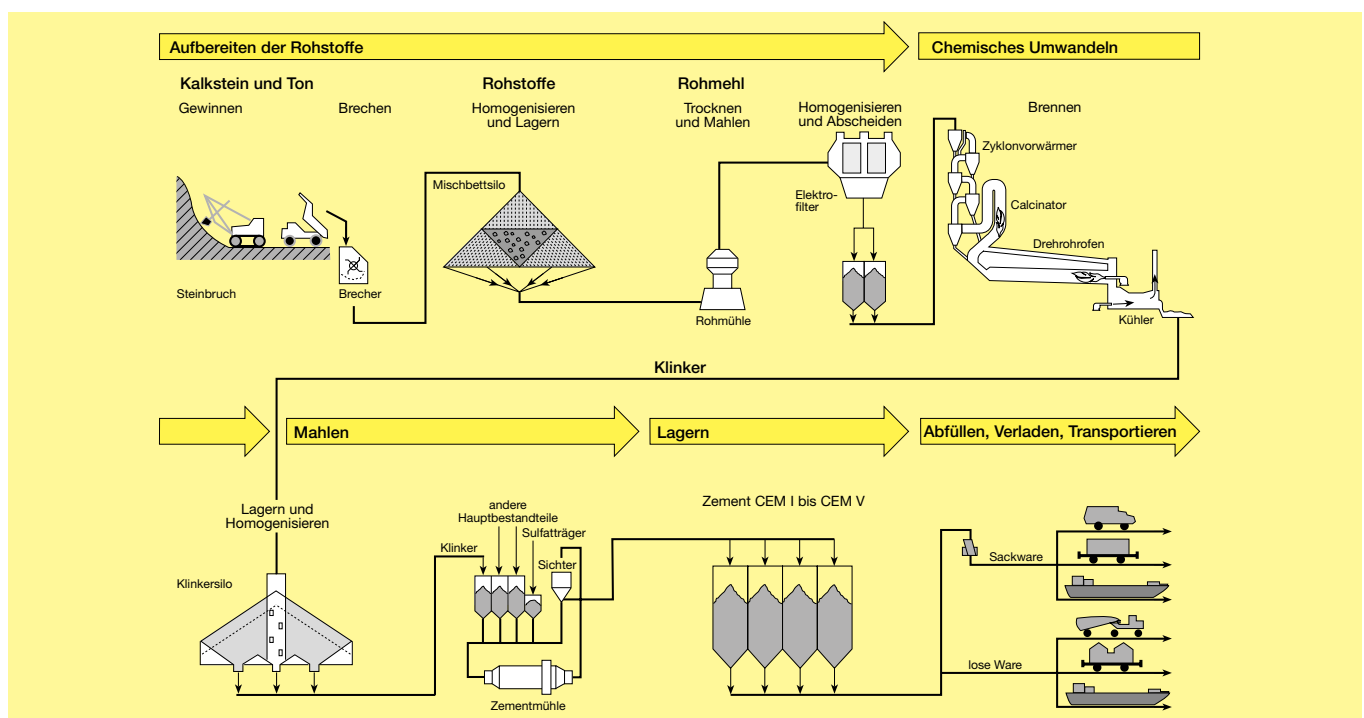 Aufbereiten der Rohstoffe
Chemisches Umwandeln
Kalkstein und Ton
Rohstoffe
Rohmehl
Gewinnen
Brechen
Homogenisieren
und Lagern
Trocknen
und Mahlen
Homogenisieren
und Abscheiden
Brennen
Zyklonvorwärmer
Mischbettsilo
Elektro-
filter
Calcinator
Drehrohrofen
Steinbruch
Brecher
Rohmühle
Kühler
Klinker
Mahlen
Lagern
Abfüllen, Verladen, Transportieren
Lagern und
Homogenisieren
andere
Hauptbestandteile
Sulfatträger
Zement CEM I bis CEM V
Klinker
Sichter
Sackware
Klinkersilo
lose Ware
Zementmühle